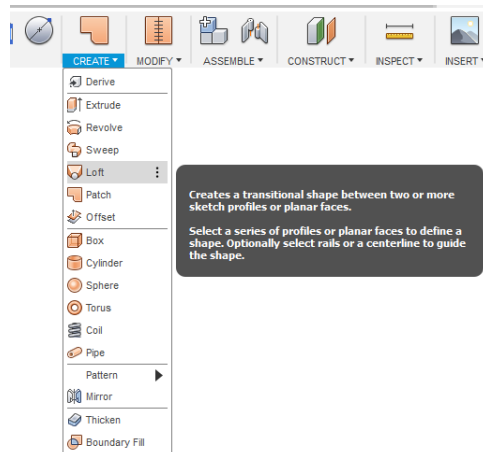 CREATE ▾ MODIFY ▾ ASSEMBLE ▾ CONSTRUCT ▾ INSPECT ▾ INSERT ▾
Derive
Extrude
Revolve
Sweep
Loft
Patch
Offset
Box
Cylinder
Sphere
Torus
Coil
Pipe
Pattern
Mirror
Thicken
Boundary Fill
Creates a transitional shape between two or more
sketch profiles or planar faces.
Select a series of profiles or planar faces to define a
shape. Optionally select rails or a centerline to guide
the shape.